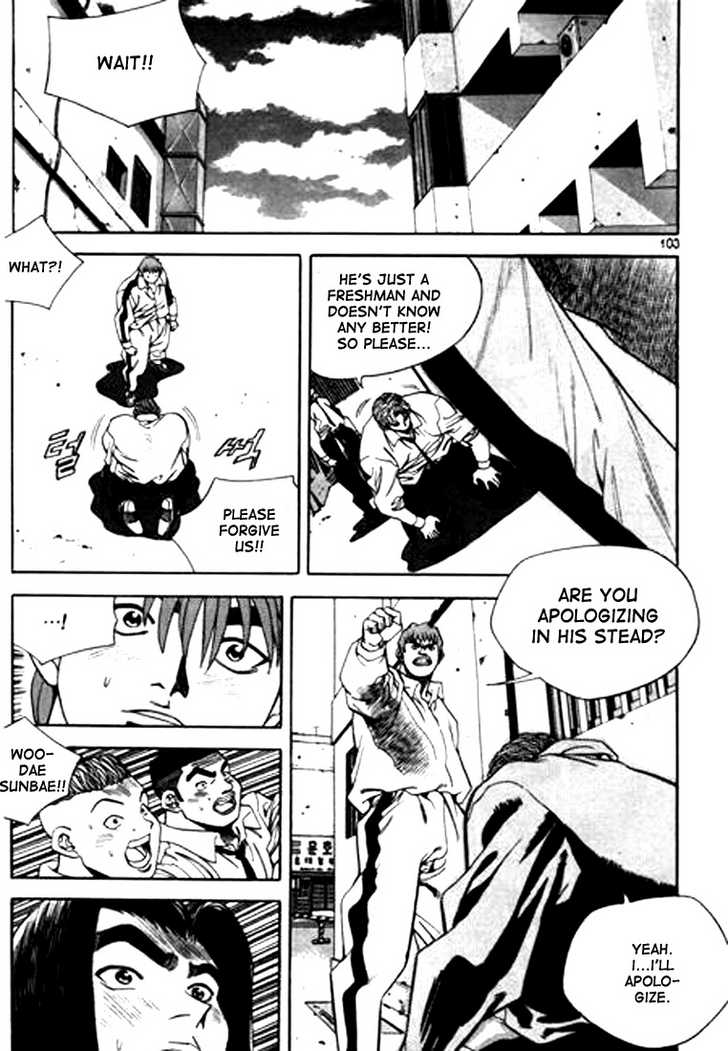 WAIT!!
103
WHAT?!
털
썩
PLEASE
FORGIVE
US!!
HE'S JUST A
FRESHMAN AND
DOESN'T KNOW
ANY BETTER!
SO PLEASE...
...!
WOO-
DAE
SUNBAE!!
ARE YOU
APOLOGIZING
IN HIS STEAD?
YEAH.
I...I'LL
APOLO-
GIZE.